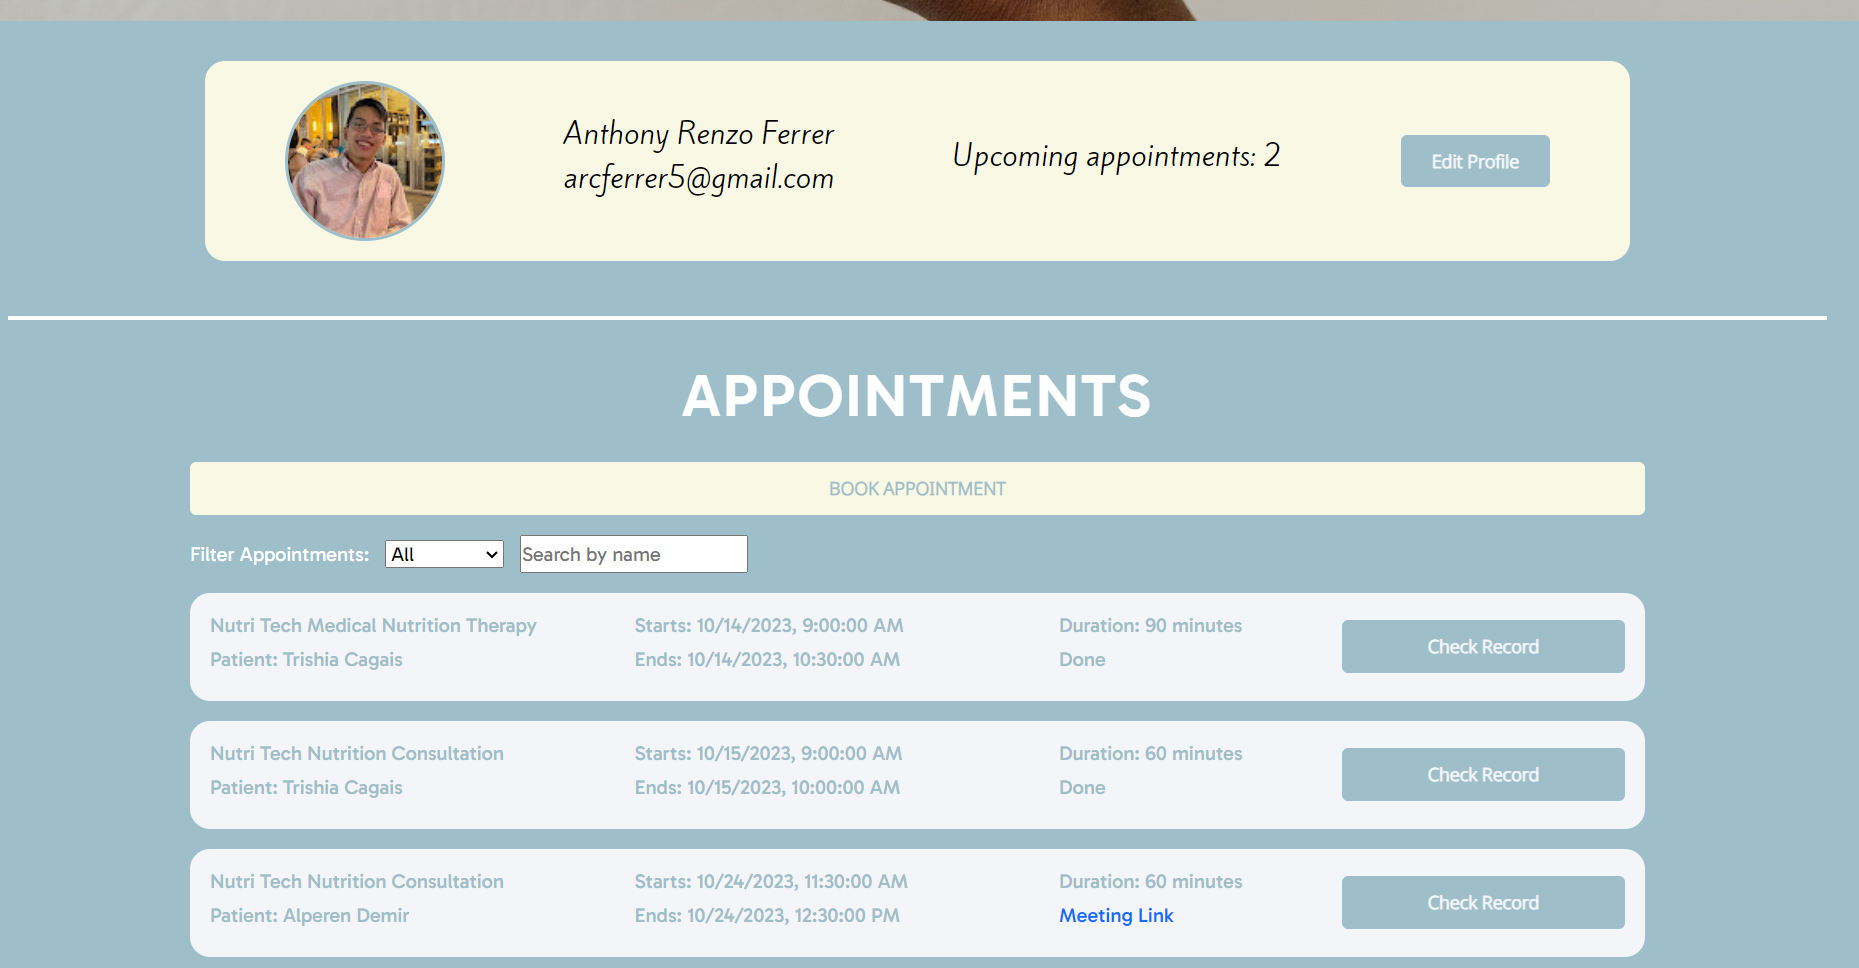 Anthony Renzo Ferrer
arcferrer5@gmail.com
Upcoming appointments: 2
Edit Profile
APPOINTMENTS
BOOK APPOINTMENT
Filter Appointments: All Search by name
Nutri Tech Medical Nutrition Therapy
Patient: Trishia Cagais
Starts: 10/14/2023, 9:00:00 AM
Ends: 10/14/2023, 10:30:00 AM
Duration: 90 minutes
Done
Check Record
Nutri Tech Nutrition Consultation
Patient: Trishia Cagais
Starts: 10/15/2023, 9:00:00 AM
Ends: 10/15/2023, 10:00:00 AM
Duration: 60 minutes
Done
Check Record
Nutri Tech Nutrition Consultation
Patient: Alperen Demir
Starts: 10/24/2023, 11:30:00 AM
Ends: 10/24/2023, 12:30:00 PM
Duration: 60 minutes
Meeting Link
Check Record